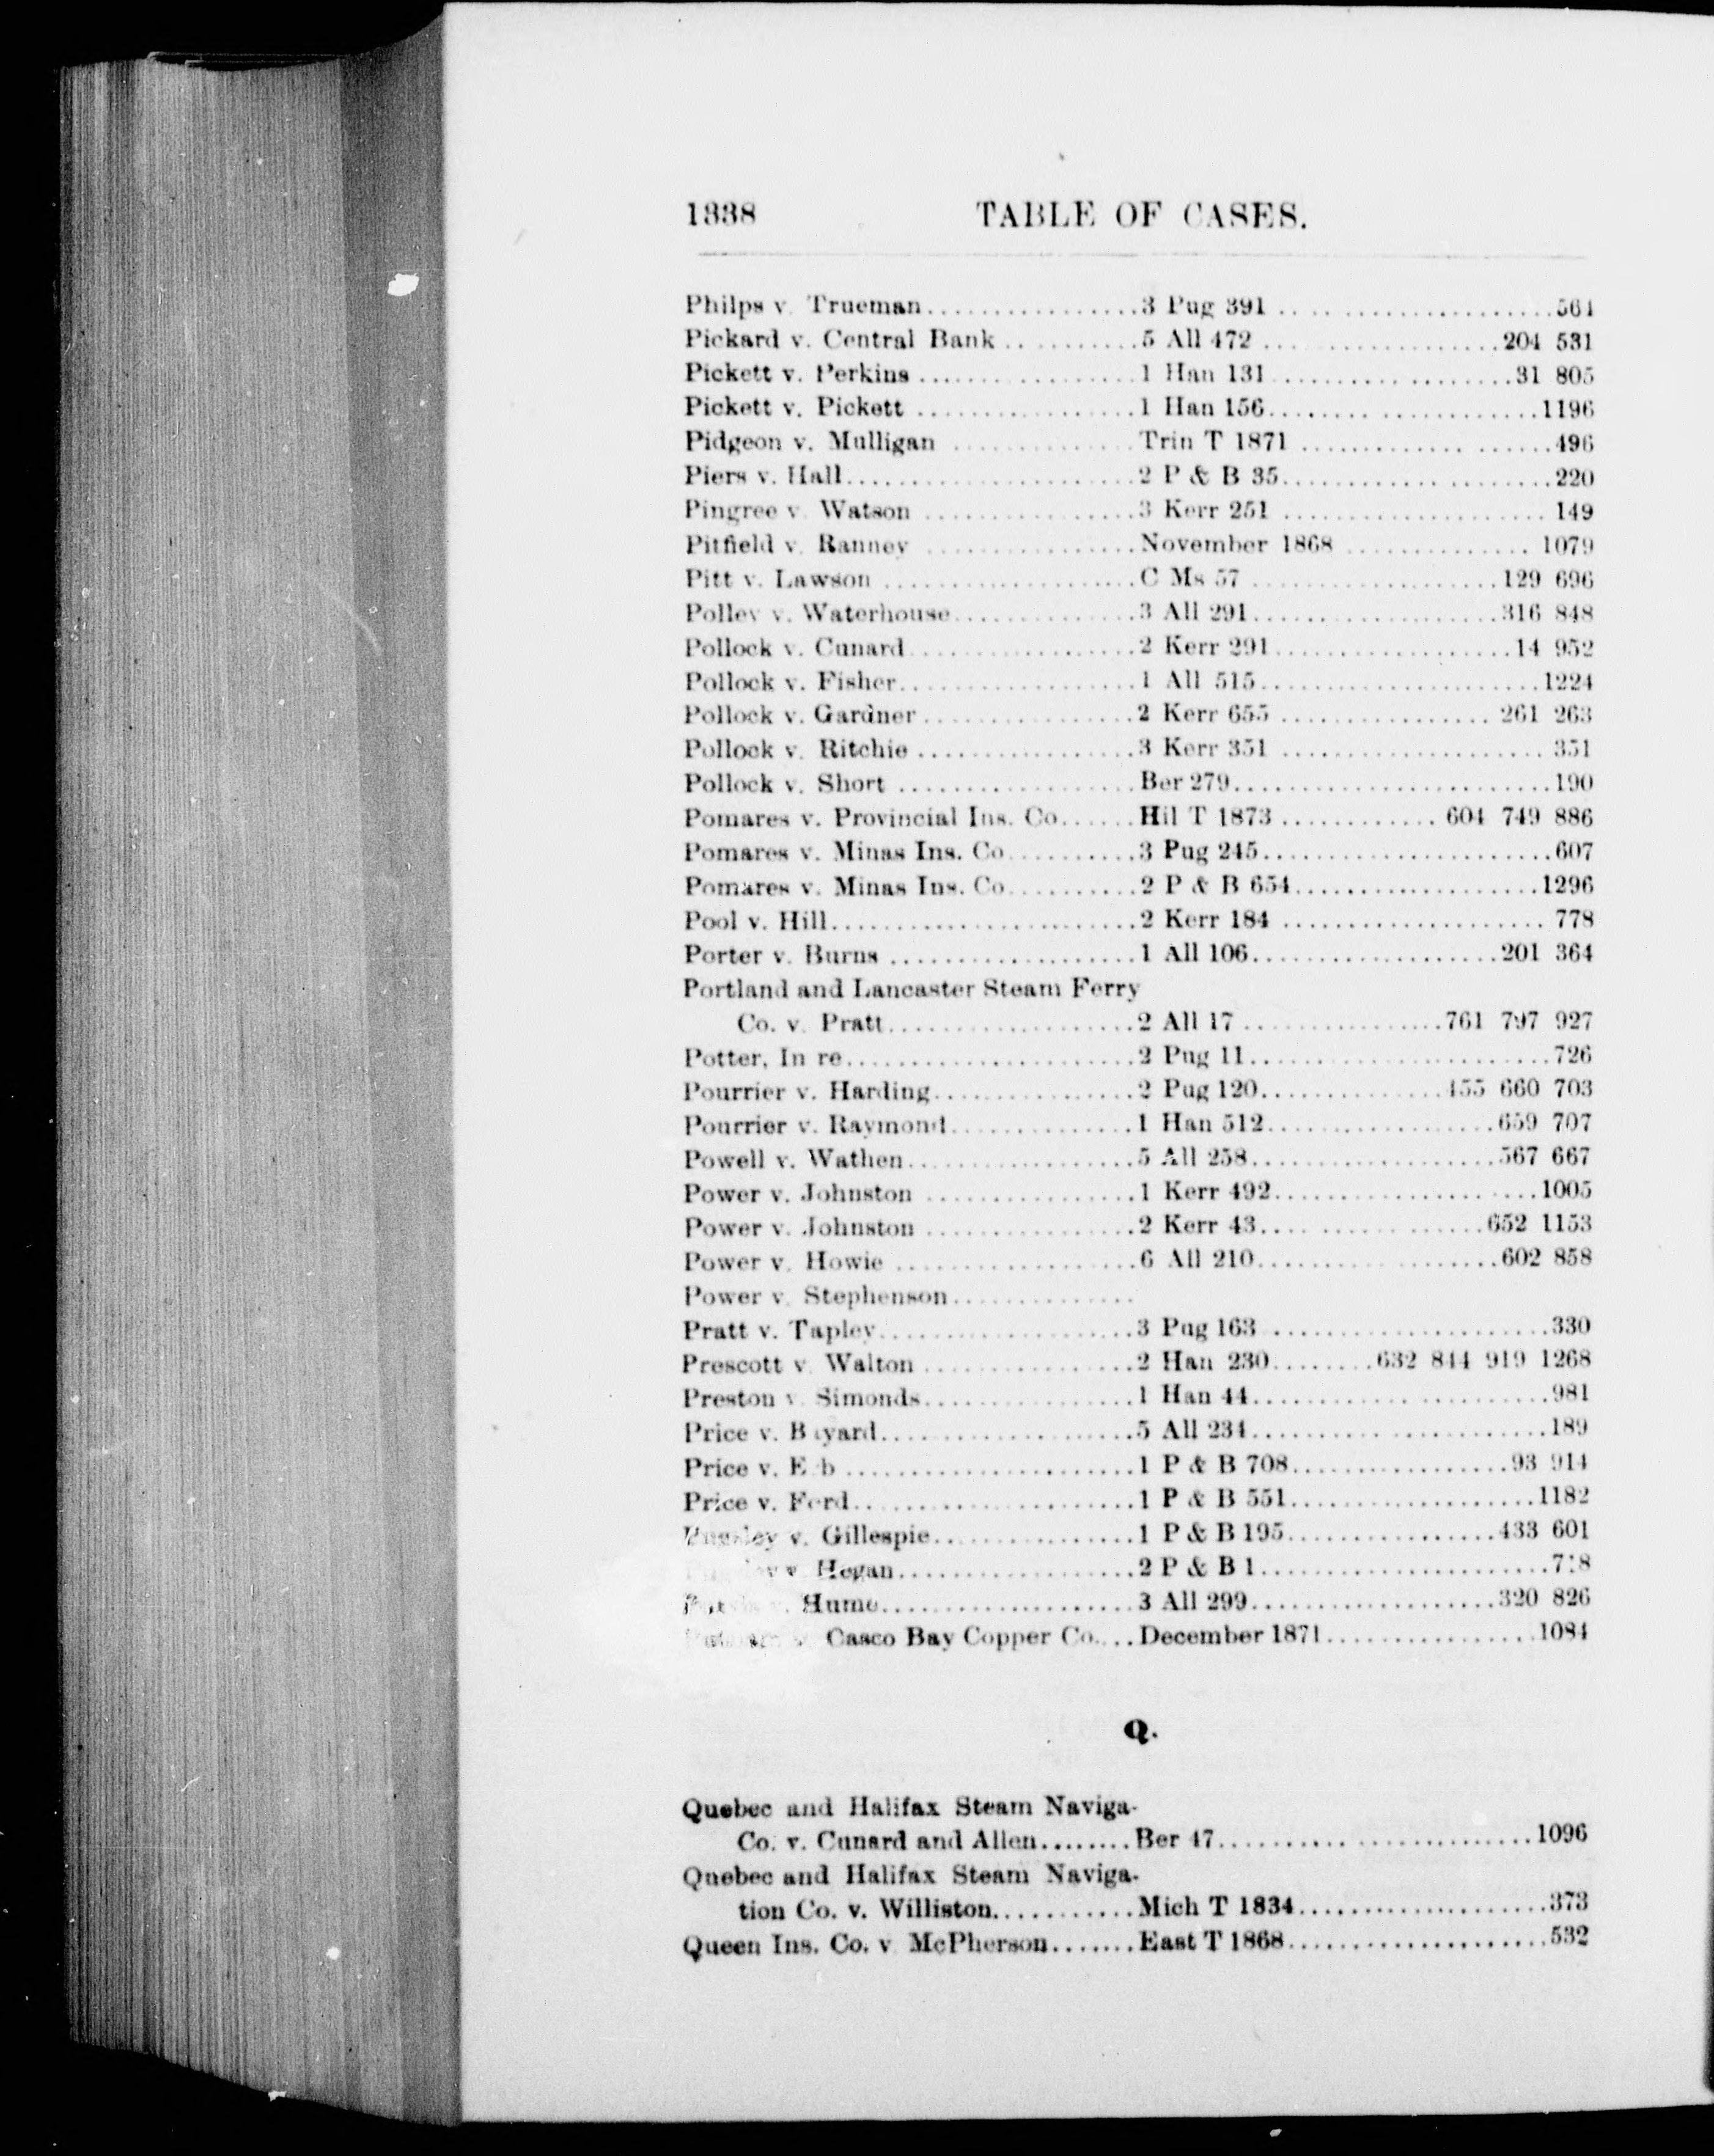 1338 TABLE OF CASES.
Philps v. Trueman.................3 Pug 391 ......................564
Pickard v. Central Bank ...........5 All 472 ....................204 531
Pickett v. Perkins .................1 Han 131....................31 805
Pickett v. Pickett ..................1 Han 156......................1196
Pidgeon v. Mulligan ...............Trin T 1871 .....................496
Piers v. Hall.......................2 P & B 35......................220
Pingree v. Watson .................3 Kerr 251 ...................... 149
Pitfield v. Ranney .................November 1868 ............... 1079
Pitt v. Lawson .....................C Ms 57 .....................129 696
Polley v. Waterhouse...............3 All 291....................316 848
Pollock v. Cunard..................2 Kerr 291...................14 952
Pollock v. Fisher...................1 All 515.......................1224
Pollock v. Gardner.................2 Kerr 655 ................. 261 263
Pollock v. Ritchie..................3 Kerr 351 ...................... 351
Pollock v. Short ...................Ber 279..........................190
Pomares v. Provincial Ins. Co......Hil T 1873 ............. 604 749 886
Pomares v. Minas Ins. Co...........3 Pug 245.......................607
Pomares v. Minas Ins. Co...........2 P & B 654....................1296
Pool v. Hill........................2 Kerr 184 ...................... 778
Porter v. Burns ....................1 All 106....................201 364
Portland and Lancaster Steam Ferry
Co. v. Pratt....................2 All 17 .................761 797 927
Potter, In re.......................2 Pug 11........................726
Pourrier v. Harding.................2 Pug 120...............455 660 703
Pourrier v. Raymond...............1 Han 512...................659 707
Powell v. Wathen..................5 All 258....................567 667
Power v. Johnston .................1 Kerr 492......................1005
Power v. Johnston .................2 Kerr 43...................652 1153
Power v. Howie ....................6 All 210....................602 858
Power v. Stephenson...............
Pratt v. Tapley.....................3 Pug 163 .......................330
Prescott v. Walton .................2 Han 230........632 844 919 1268
Preston v. Simonds.................1 Han 44........................981
Price v. B yard.....................5 All 234........................189
Price v. E b .......................1 P & B 708..................93 914
Price v. Ford.......................1 P & B 551....................1182
v. Gillespie.................1 P & B 195.................433 601
v. Hegan....................2 P & B 1........................7 8
Hume.....................3 All 299....................320 826
Casco Bay Copper Co....December 1871..................1084
Q.
Quebec and Halifax Steam Naviga-
Co. v. Cunard and Allen........Ber 47...........................1096
Quebec and Halifax Steam Naviga-
tion Co. v. Williston...........Mich T 1834.....................373
Queen Ins. Co. v McPherson.......East T 1868......................532